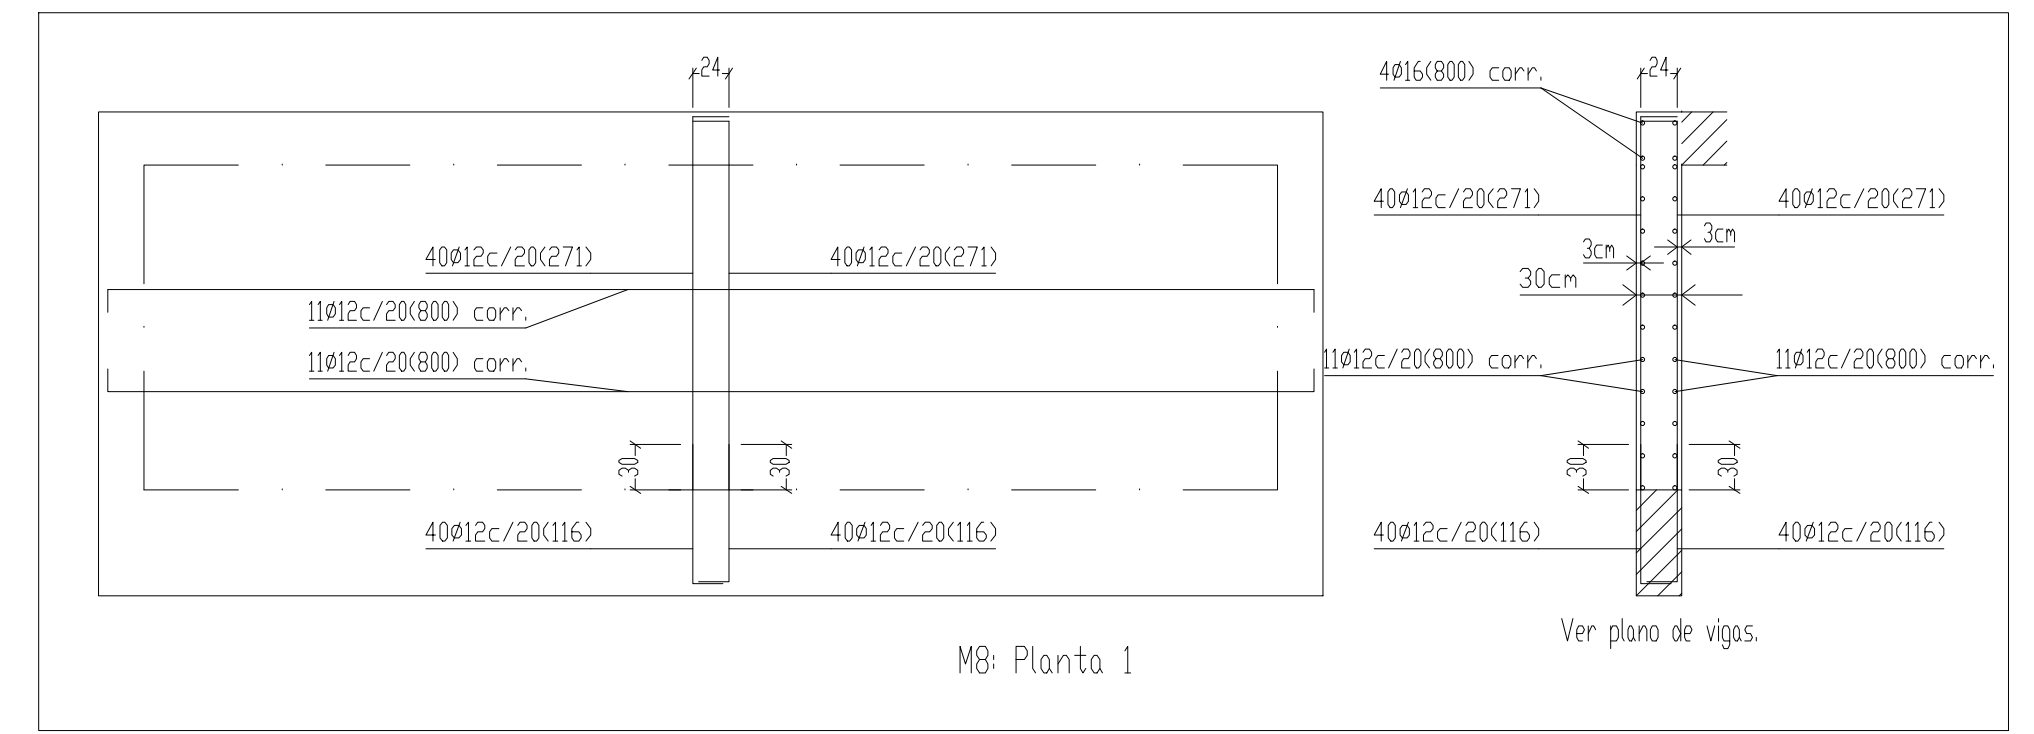 24
40ø12c/20(271)
40ø12c/20(271)
11ø12c/20(800) corr.
11ø12c/20(800) corr.
30
30
40ø12c/20(116)
40ø12c/20(116)
4ø16(800) corr.
24
40ø12c/20(271)
40ø12c/20(271)
3cm
3cm
30cm
11ø12c/20(800) corr.
11ø12c/20(800) corr.
30
30
40ø12c/20(116)
40ø12c/20(116)
Ver plano de vigas.
M8: Planta 1